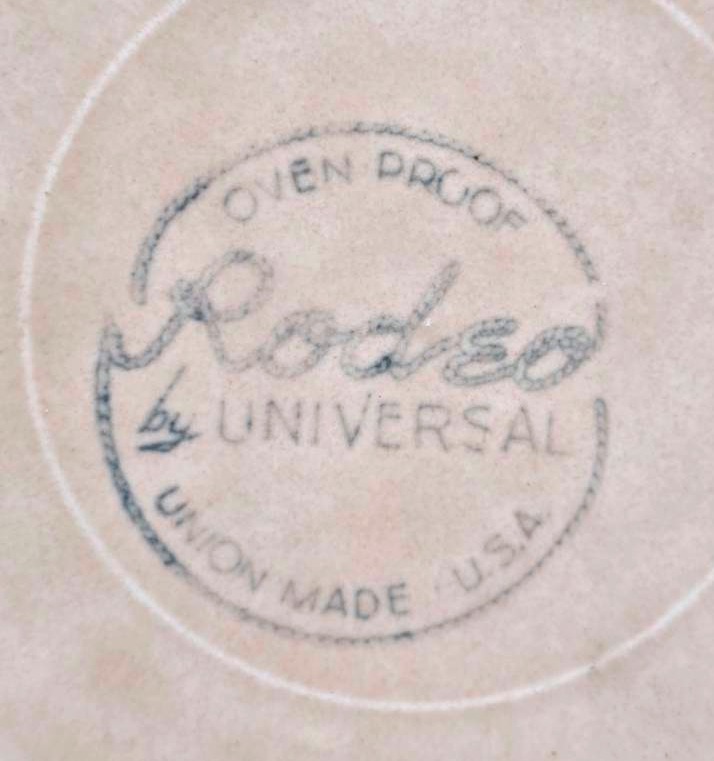 OVEN PROOF
Rodeo
by UNIVERSAL
UNION MADE · U.S.A.